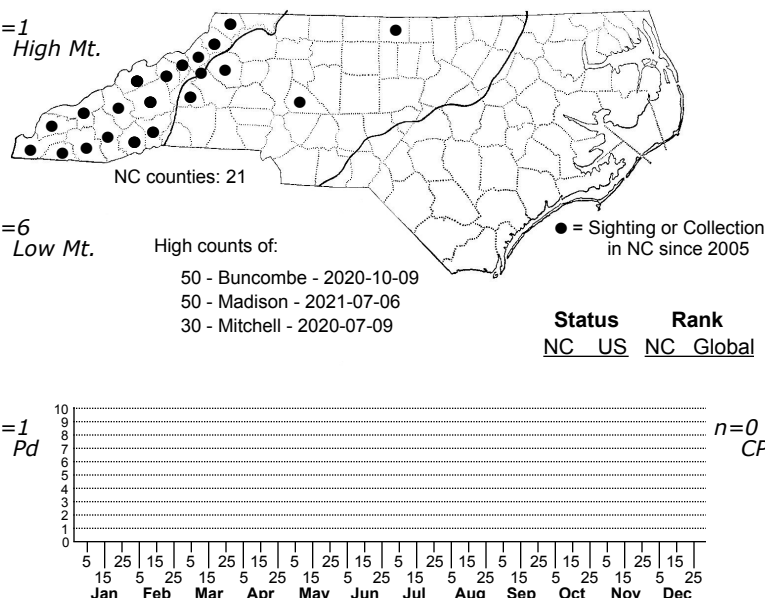 =1
High Mt.
NC counties: 21
=6
Low Mt.
High counts of:
50 - Buncombe - 2020-10-09
50 - Madison - 2021-07-06
30 - Mitchell - 2020-07-09
● = Sighting or Collection
in NC since 2005
Status Rank
NC US NC Global
=1
Pd
n=0
CP
10
9
8
7
6
5
4
3
2
1
0
5 25 15 5 25 15 5 25 15 5 25 15 5 25 15 5 25 15
15 5 25 15 5 25 15 5 25 15 5 25 15 5 25 15 5 25
Jan Feb Mar Apr May Jun Jul Aug Sep Oct Nov Dec